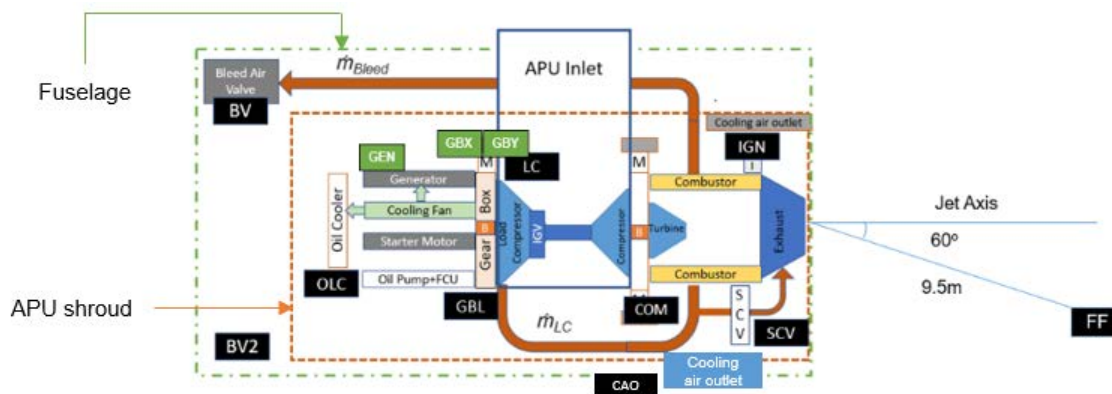 Fuselage
APU shroud
ṁBleed
Bleed Air
Valve
BV
APU Inlet
Cooling air outlet
IGN
I
GBX
GBY
GEN
M
LC
M
Generator
Cooling Fan
Starter Motor
Oil Pump+FCU
Oil Cooler
OLC
Box
B
Gear
GBL
Load
Compressor
IGV
Compressor
B
Turbine
Combustor
Combustor
Exhaust
COM
S
C
V
SCV
ṁLC
BV2
CAO
Cooling
air outlet
Jet Axis
60º
9.5m
FF